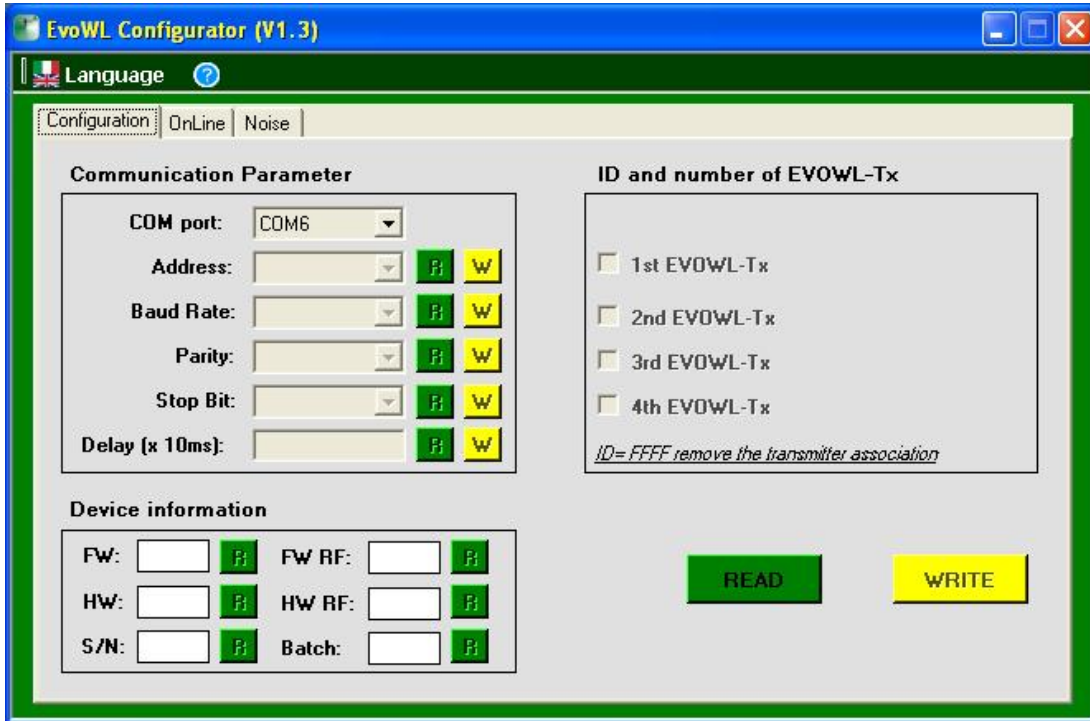 EvoWL Configurator (V1.3)
Language ?
Configuration OnLine Noise
Communication Parameter
COM port: COM6
Address: R W
Baud Rate: R W
Parity: R W
Stop Bit: R W
Delay (x 10ms): R W
ID and number of EVOWL-Tx
1st EVOWL-Tx
2nd EVOWL-Tx
3rd EVOWL-Tx
4th EVOWL-Tx
ID= FFFF remove the transmitter association
Device information
FW: R FW RF: R
HW: R HW RF: R
S/N: R Batch: R
READ WRITE